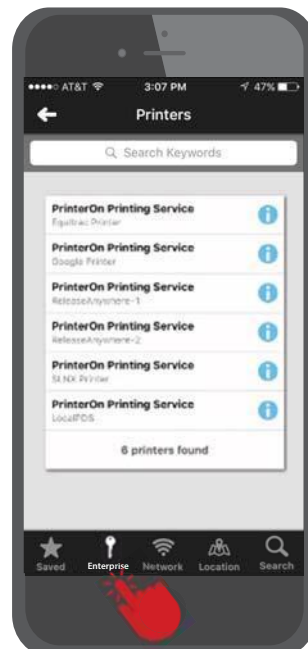 AT&T 3:07 PM 47%
Printers
Search Keywords
PrinterOn Printing Service
Equitrac Printer
PrinterOn Printing Service
Google Printer
PrinterOn Printing Service
ReleaseAnywhere-1
PrinterOn Printing Service
ReleaseAnywhere-2
PrinterOn Printing Service
SLNX Printer
PrinterOn Printing Service
LocalPDS
6 printers found
Saved Enterprise Network Location Search